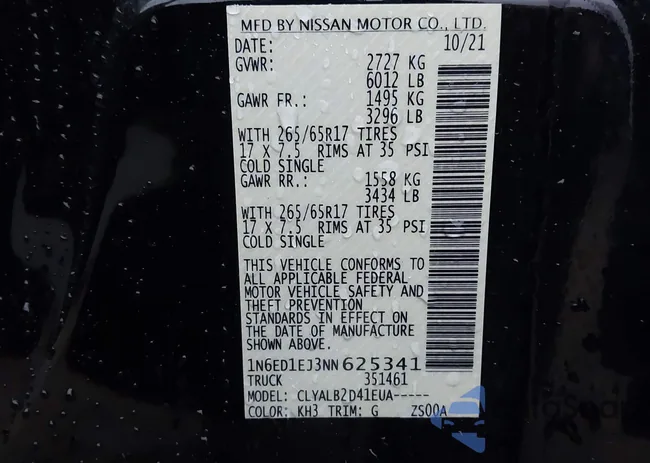 MFD BY NISSAN MOTOR CO., LTD.
DATE: 10/21
GVWR: 2727 KG
6012 LB
GAWR FR.: 1495 KG
3296 LB
WITH 265/65R17 TIRES
17 X 7.5 RIMS AT 35 PSI
COLD SINGLE
GAWR RR.: 1558 KG
3434 LB
WITH 265/65R17 TIRES
17 X 7.5 RIMS AT 35 PSI
COLD SINGLE
THIS VEHICLE CONFORMS TO
ALL APPLICABLE FEDERAL
MOTOR VEHICLE SAFETY AND
THEFT PREVENTION
STANDARDS IN EFFECT ON
THE DATE OF MANUFACTURE
SHOWN ABOVE.
1N6ED1EJ3NN625341
TRUCK 351461
MODEL: CLYALB2D41EUA-----
COLOR: KH3 TRIM: G ZS00A